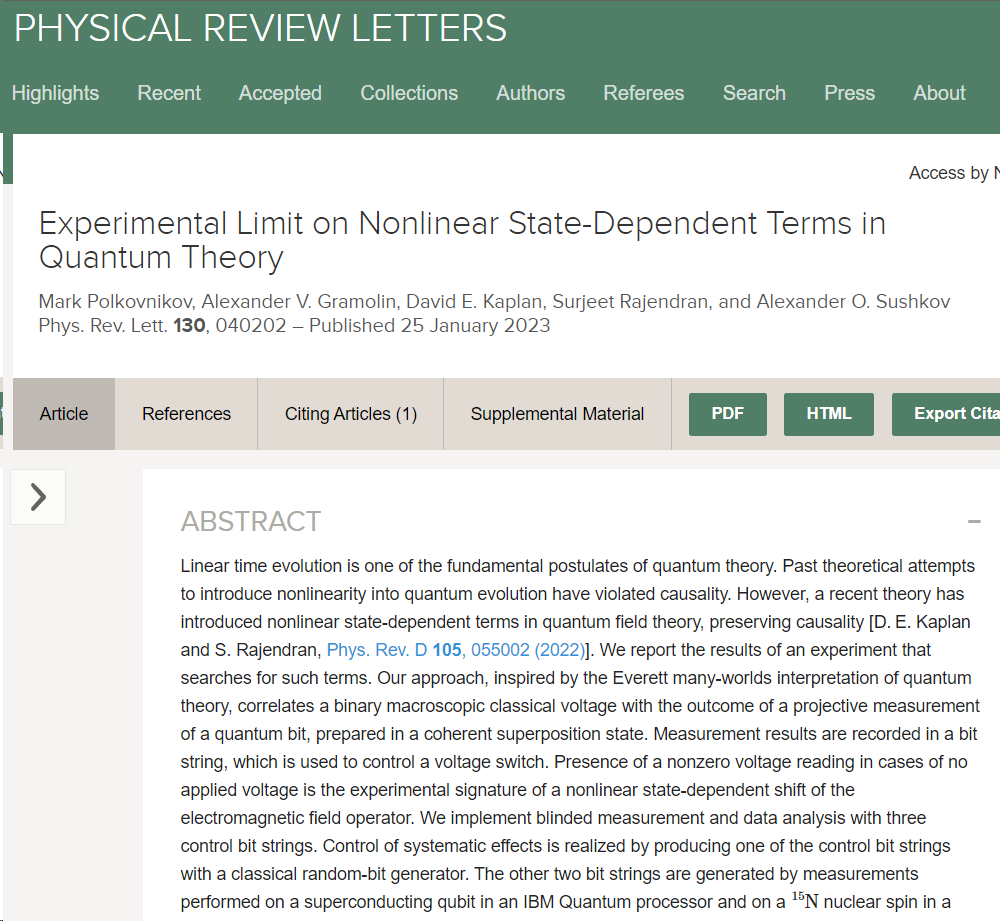 PHYSICAL REVIEW LETTERS
Highlights Recent Accepted Collections Authors Referees Search Press About
Access by
Experimental Limit on Nonlinear State-Dependent Terms in
Quantum Theory
Mark Polkovnikov, Alexander V. Gramolin, David E. Kaplan, Surjeet Rajendran, and Alexander O. Sushkov
Phys. Rev. Lett. 130, 040202 – Published 25 January 2023
Article References Citing Articles (1) Supplemental Material PDF HTML Export Cita
ABSTRACT
Linear time evolution is one of the fundamental postulates of quantum theory. Past theoretical attempts
to introduce nonlinearity into quantum evolution have violated causality. However, a recent theory has
introduced nonlinear state-dependent terms in quantum field theory, preserving causality [D. E. Kaplan
and S. Rajendran, Phys. Rev. D 105, 055002 (2022)]. We report the results of an experiment that
searches for such terms. Our approach, inspired by the Everett many-worlds interpretation of quantum
theory, correlates a binary macroscopic classical voltage with the outcome of a projective measurement
of a quantum bit, prepared in a coherent superposition state. Measurement results are recorded in a bit
string, which is used to control a voltage switch. Presence of a nonzero voltage reading in cases of no
applied voltage is the experimental signature of a nonlinear state-dependent shift of the
electromagnetic field operator. We implement blinded measurement and data analysis with three
control bit strings. Control of systematic effects is realized by producing one of the control bit strings
with a classical random-bit generator. The other two bit strings are generated by measurements
performed on a superconducting qubit in an IBM Quantum processor and on a ¹⁵N nuclear spin in a